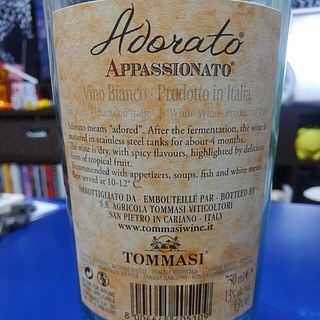 Adorato®
APPASSIONATO®
Vino Bianco · Prodotto in Italia
Adorato means "adored". After the fermentation, the wine is
matured in stainless steel tanks for about 4 months.
The wine is dry, with spicy flavours, highlighted by delicious
of tropical fruit.
with appetizers, soups, fish and white meats.
served at 10-12° C.
IMBOTTIGLIATO DA - EMBOUTEILLÉ PAR - BOTTLED BY
S.S. AGRICOLA TOMMASI VITICOLTORI
SAN PIETRO IN CARIANO - ITALY
www.tommasiwine.it
TOMMASI
750 ml e